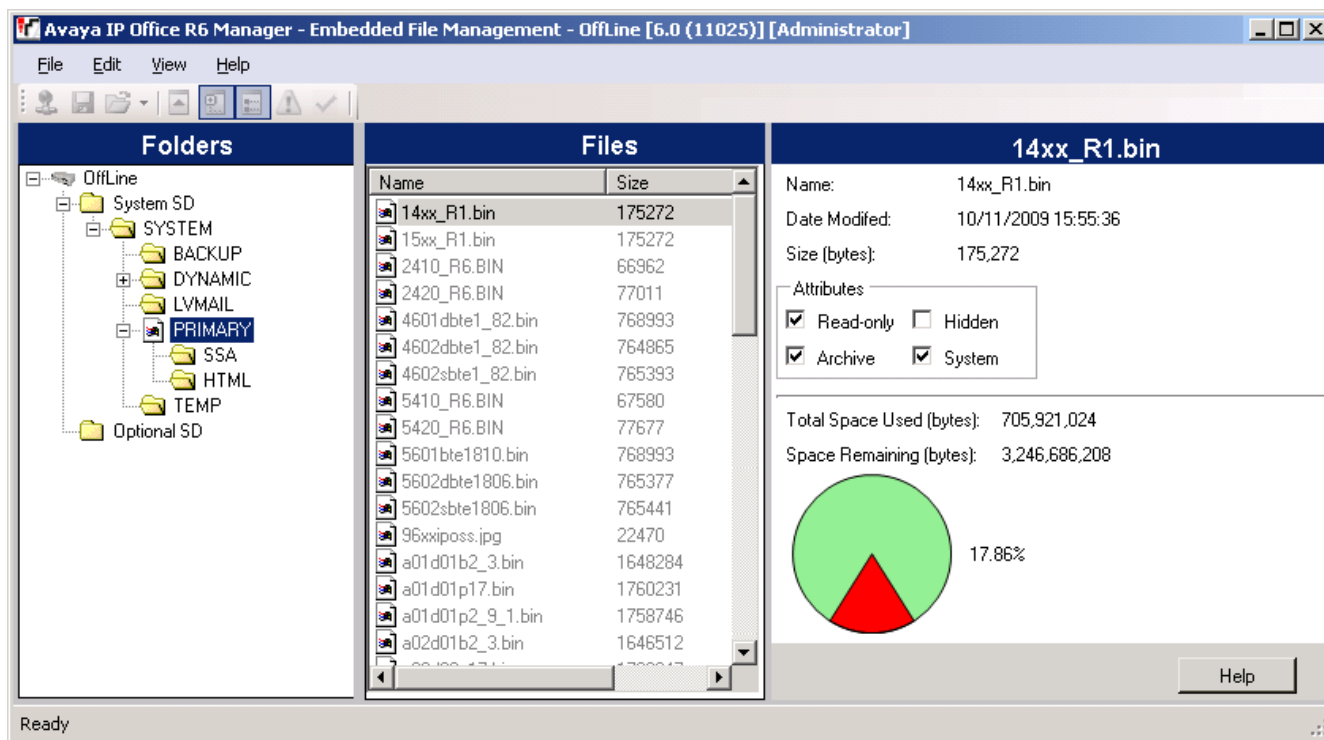 Avaya IP Office R6 Manager - Embedded File Management - OffLine [6.0 (11025)] [Administrator]
File Edit View Help
Folders
OffLine
System SD
SYSTEM
BACKUP
DYNAMIC
LVMAIL
PRIMARY
SSA
HTML
TEMP
Optional SD
Files
Name Size
14xx_R1.bin 175272
15xx_R1.bin 175272
2410_R6.BIN 66962
2420_R6.BIN 77011
4601dbte1_82.bin 768993
4602dbte1_82.bin 764865
4602sbte1_82.bin 765393
5410_R6.BIN 67580
5420_R6.BIN 77677
5601bte1810.bin 768993
5602dbte1806.bin 765377
5602sbte1806.bin 765441
96xxiposs.jpg 22470
a01d01b2_3.bin 1648284
a01d01p17.bin 1760231
a01d01p2_9_1.bin 1758746
a02d01b2_3.bin 1646512
14xx_R1.bin
Name: 14xx_R1.bin
Date Modifed: 10/11/2009 15:55:36
Size (bytes): 175,272
Attributes
Read-only Hidden
Archive System
Total Space Used (bytes): 705,921,024
Space Remaining (bytes): 3,246,686,208
17.86%
Help
Ready